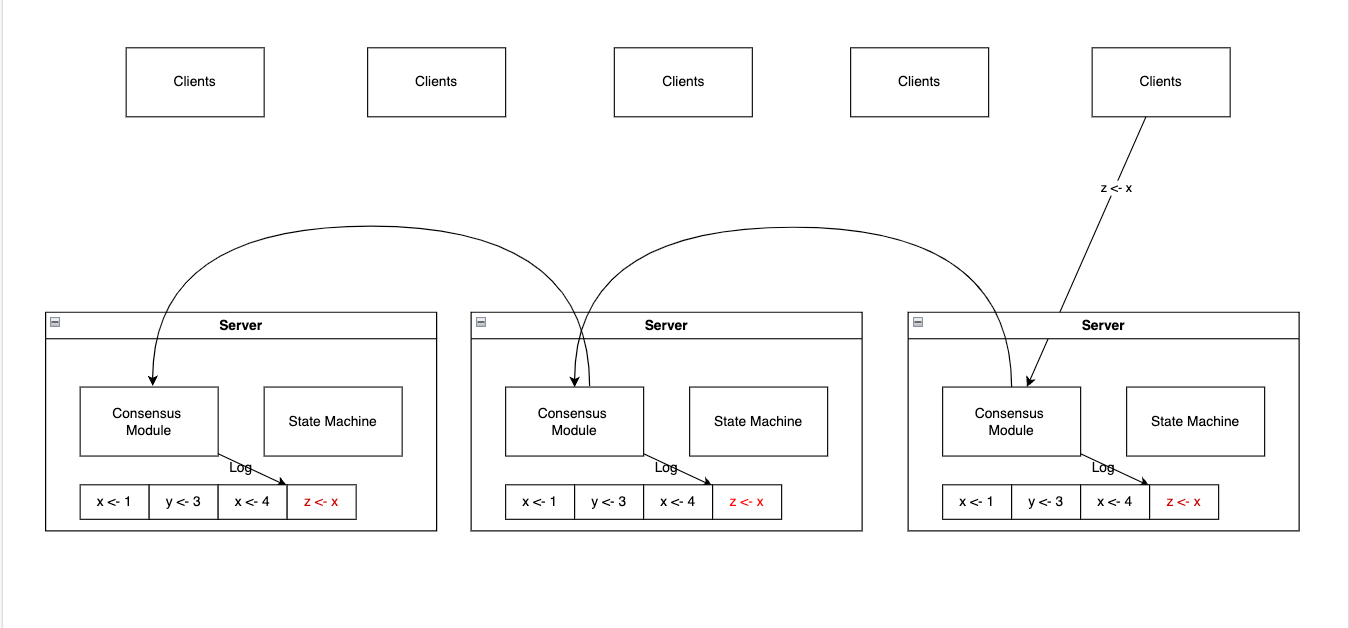 Clients
Clients
Clients
Clients
Clients
z <- x
Server
Consensus
Module
State Machine
Log
x <- 1
y <- 3
x <- 4
z <- x
Server
Consensus
Module
State Machine
Log
x <- 1
y <- 3
x <- 4
z <- x
Server
Consensus
Module
State Machine
Log
x <- 1
y <- 3
x <- 4
z <- x